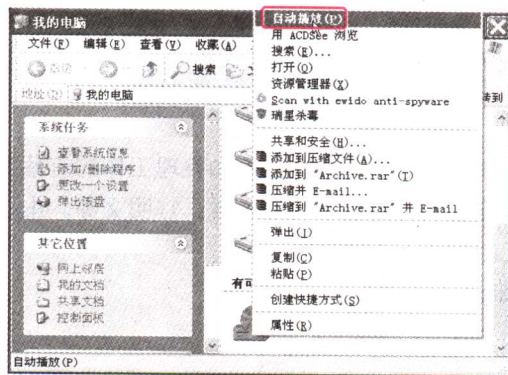 我的电脑
文件(F) 编辑(E) 查看(V) 收藏(A)
搜索
我的电脑
转到
系统任务
查看系统信息
添加/删除程序
更改一个设置
弹出该盘
其它位置
网上邻居
我的文档
共享文档
控制面板
自动播放(P)
用 ACDSee 浏览
搜索(E)...
打开(O)
资源管理器(X)
Scan with ewido anti-spyware
瑞星杀毒
共享和安全(H)...
添加到压缩文件(A)...
添加到 "Archive.rar"(T)
压缩并 E-mail...
压缩到 "Archive.rar" 并 E-mail
弹出(J)
复制(C)
粘贴(P)
创建快捷方式(S)
属性(R)
自动播放(P)